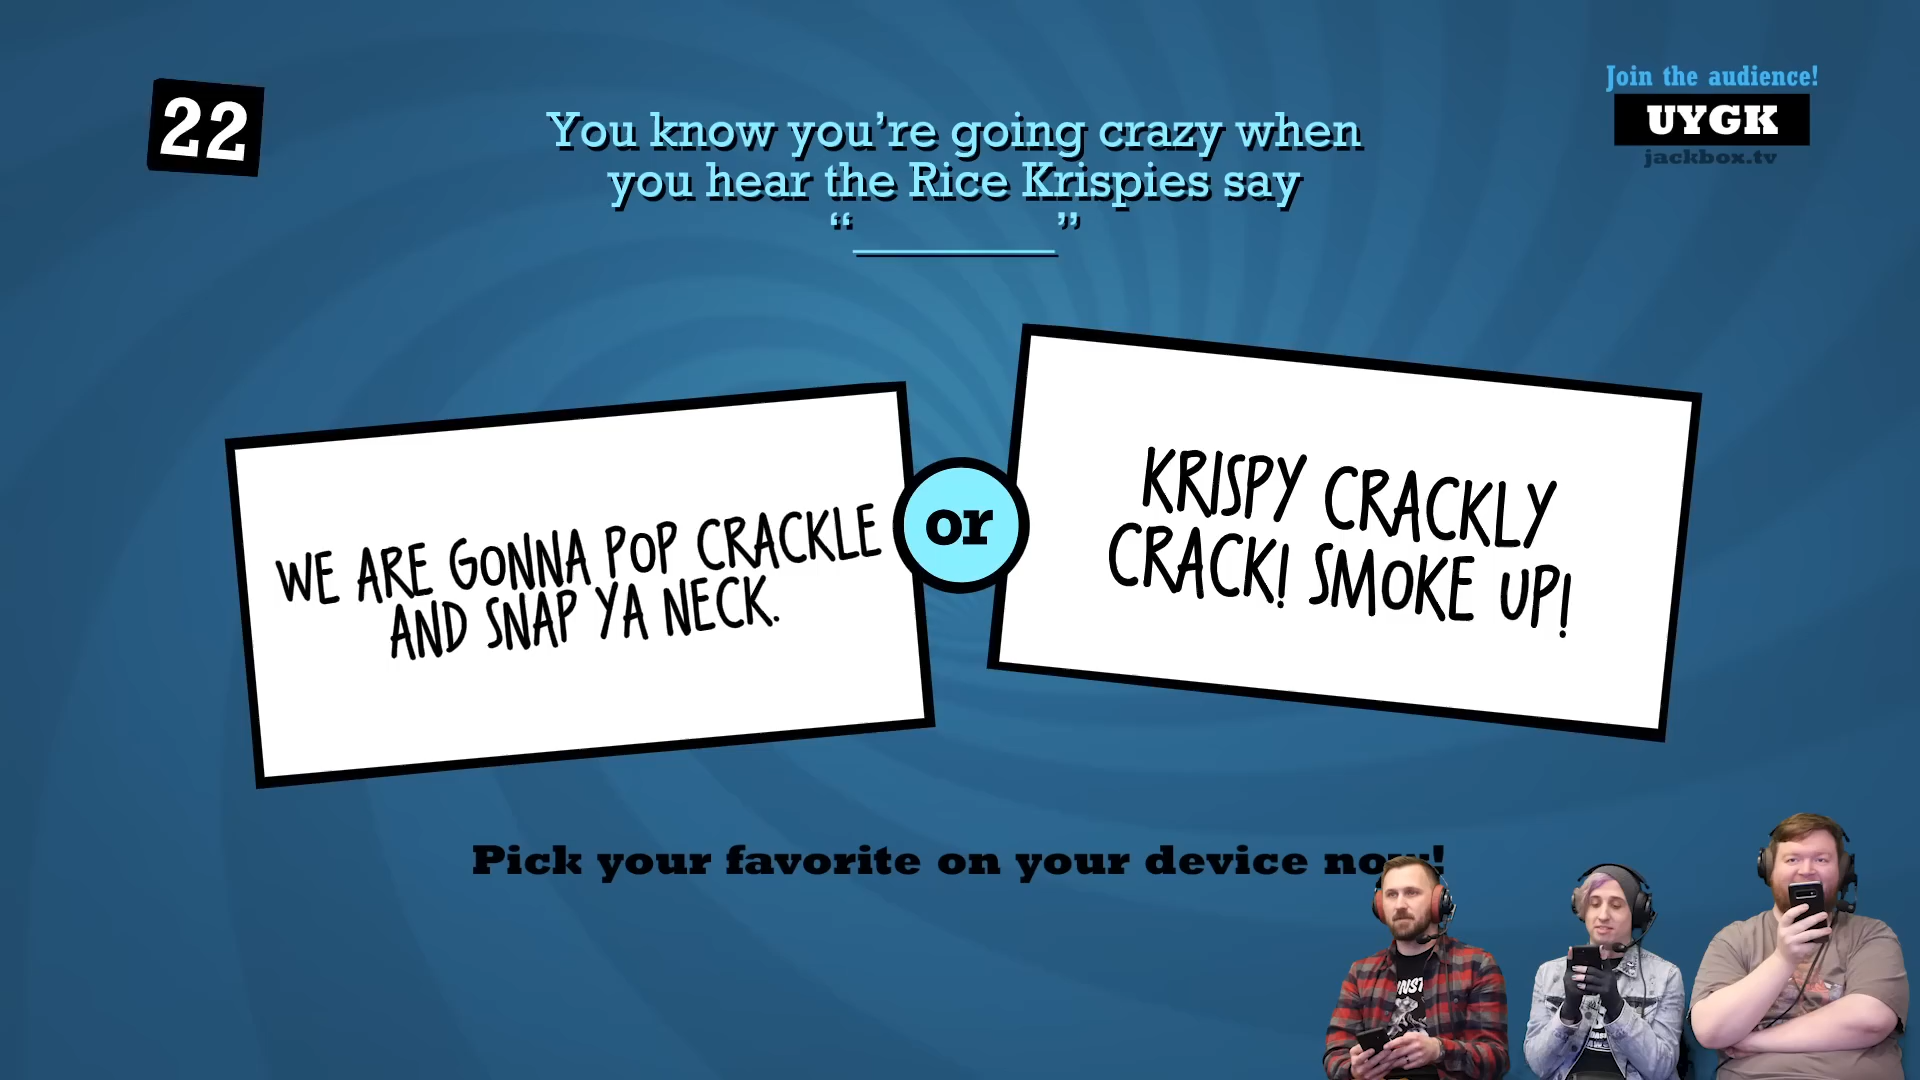 22
Join the audience!
UYGK
jackbox.tv
You know you’re going crazy when
you hear the Rice Krispies say
“__________”
WE ARE GONNA POP CRACKLE
AND SNAP YA NECK.
or
KRISPY CRACKLY
CRACK! SMOKE UP!
Pick your favorite on your device now!